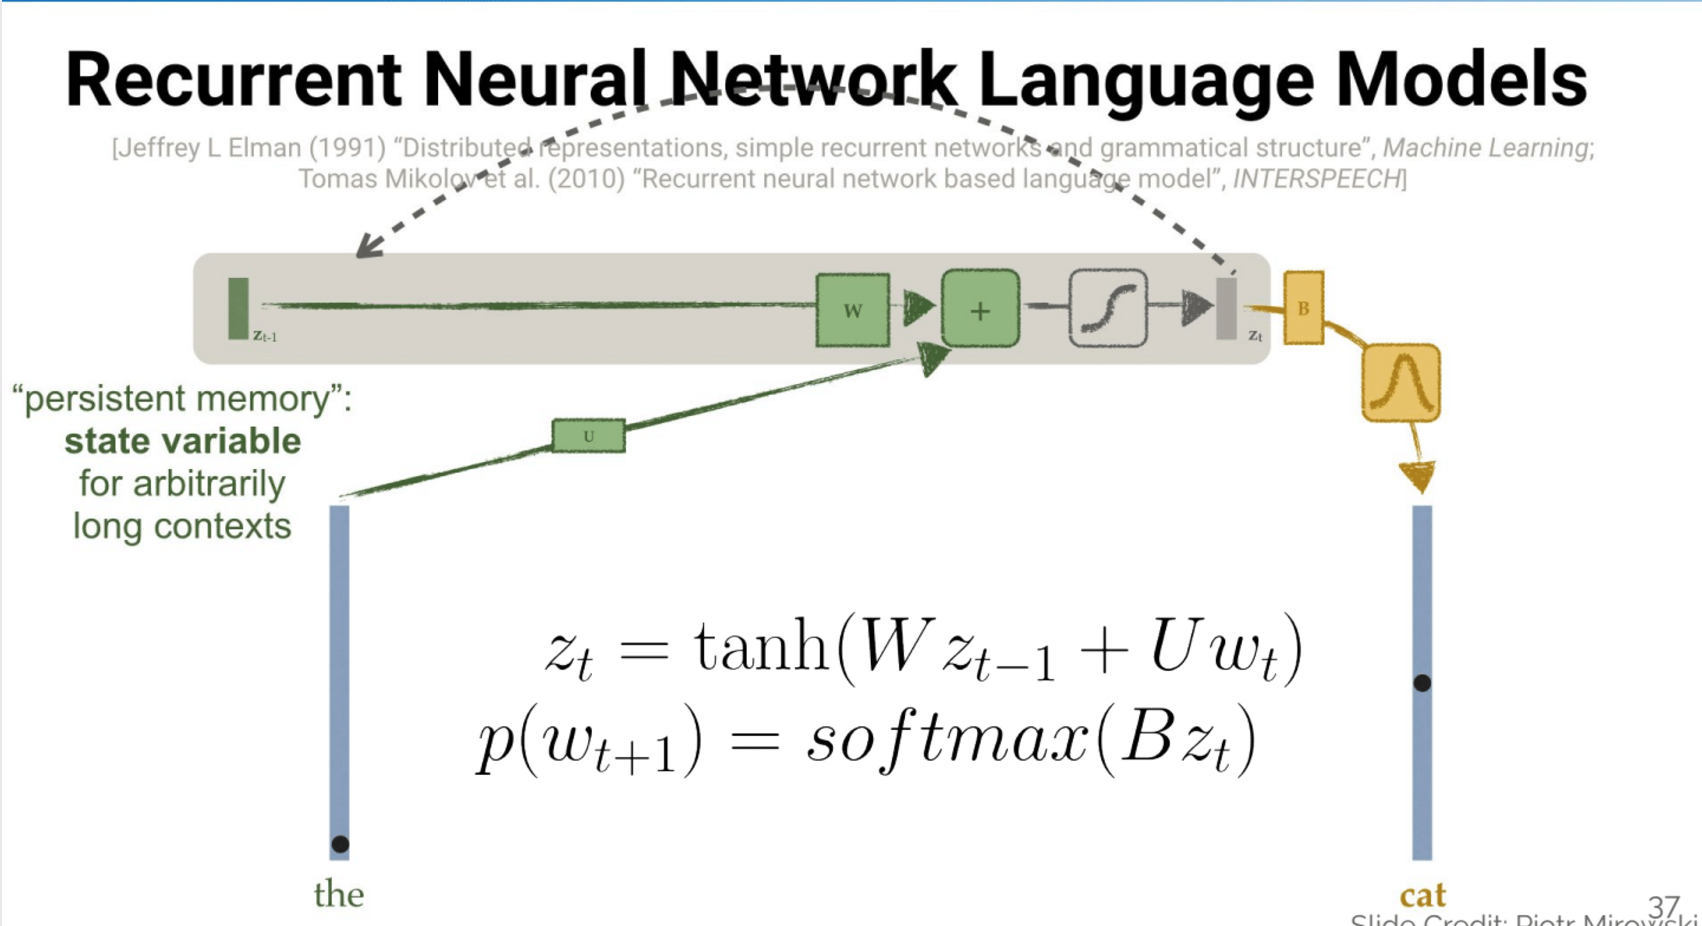 Recurrent Neural Network Language Models
[Jeffrey L Elman (1991) “Distributed representations, simple recurrent networks and grammatical structure”, Machine Learning;
Tomas Mikolov et al. (2010) “Recurrent neural network based language model”, INTERSPEECH]
z_{t-1}
W
+
z_t
B
“persistent memory”:
state variable
for arbitrarily
long contexts
U
z_t = tanh(W z_{t-1} + U w_t)
p(w_{t+1}) = softmax(B z_t)
the
cat
37
Slide Credit: Piotr Mirowski